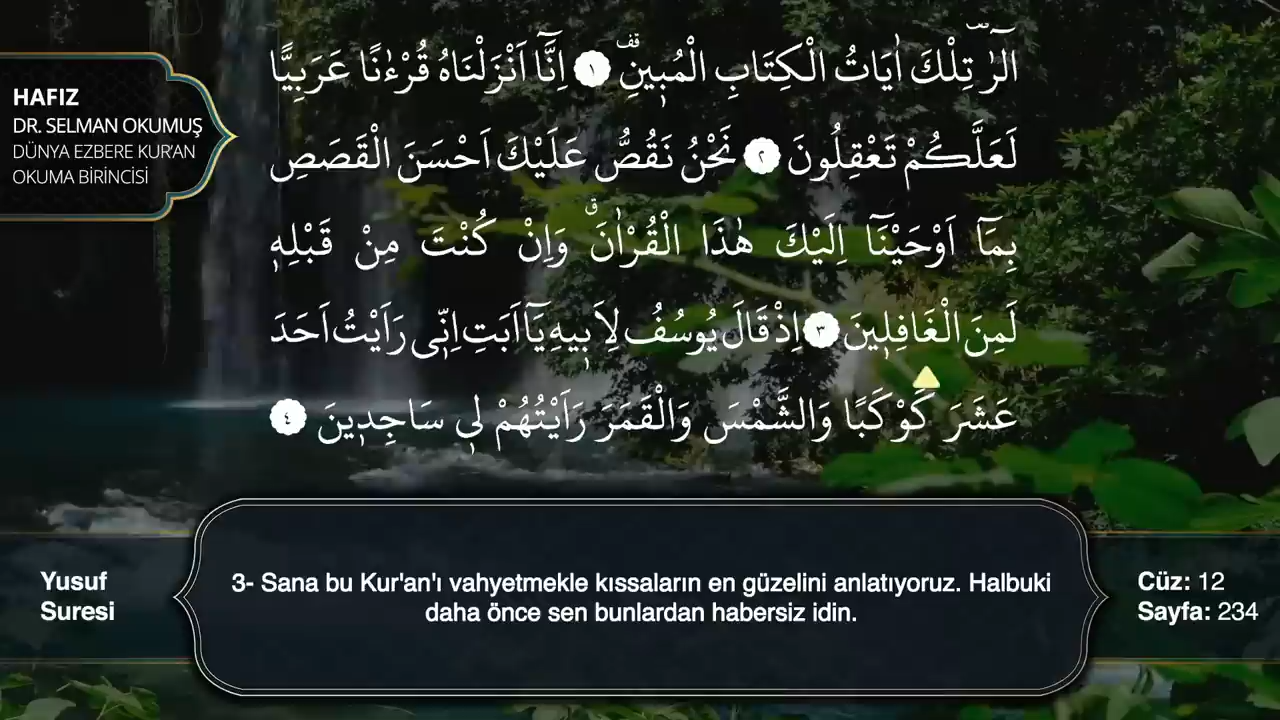 الٓرٰ تِلْكَ اٰيَاتُ الْكِتَابِ الْمُبٖينِ ۝١ اِنَّٓا اَنْزَلْنَاهُ قُرْءٰنًا عَرَبِيًّا
لَعَلَّكُمْ تَعْقِلُونَ ۝٢ نَحْنُ نَقُصُّ عَلَيْكَ اَحْسَنَ الْقَصَصِ
بِمَٓا اَوْحَيْنَٓا اِلَيْكَ هٰذَا الْقُرْاٰنَۗ وَاِنْ كُنْتَ مِنْ قَبْلِهٖ
لَمِنَ الْغَافِلٖينَ ۝٣ اِذْ قَالَ يُوسُفُ لِاَبٖيهِ يَٓا اَبَتِ اِنّٖى رَاَيْتُ اَحَدَ
عَشَرَ كَوْكَبًا وَالشَّمْسَ وَالْقَمَرَ رَاَيْتُهُمْ لٖى سَاجِدٖينَ ۝٤
HAFIZ
DR. SELMAN OKUMUŞ
DÜNYA EZBERE KUR'AN
OKUMA BİRİNCİSİ
Yusuf
Suresi
3- Sana bu Kur'an'ı vahyetmekle kıssaların en güzelini anlatıyoruz. Halbuki
daha önce sen bunlardan habersiz idin.
Cüz: 12
Sayfa: 234